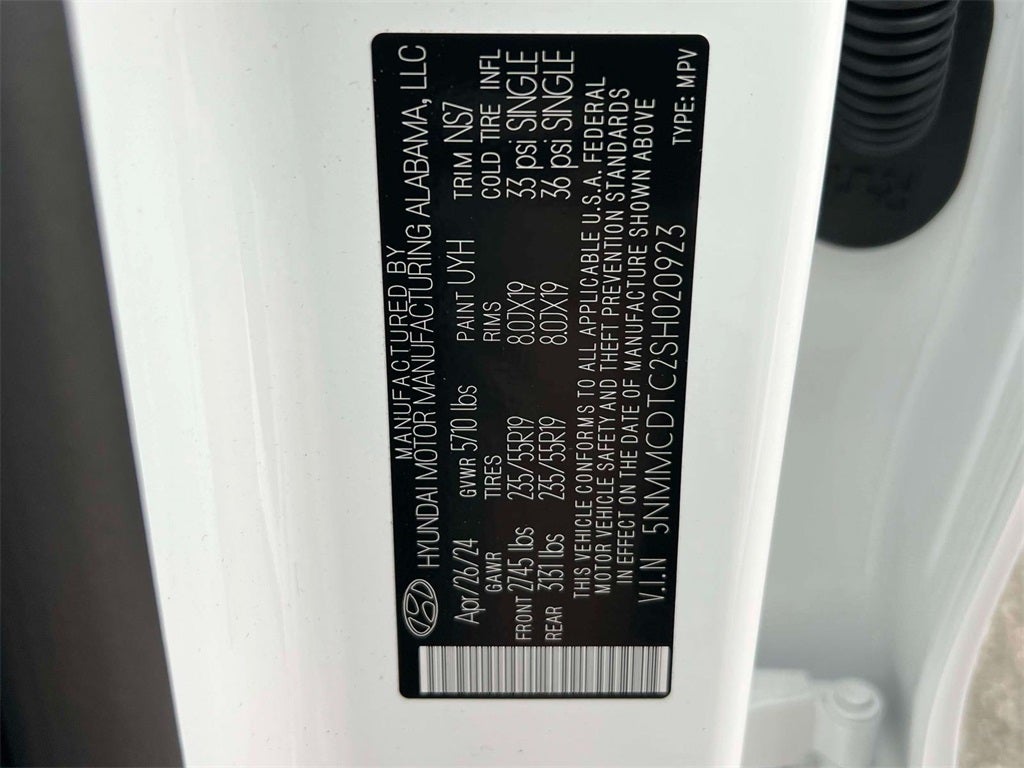 MANUFACTURED BY
HYUNDAI MOTOR MANUFACTURING ALABAMA, LLC
Apr/26/24 GVWR 5710 lbs PAINT UYH TRIM NS7
GAWR TIRES RIMS COLD TIRE INFL
FRONT 2745 lbs 235/55R19 8.0JX19 33 psi SINGLE
REAR 3131 lbs 235/55R19 8.0JX19 36 psi SINGLE
THIS VEHICLE CONFORMS TO ALL APPLICABLE U.S.A. FEDERAL
MOTOR VEHICLE SAFETY AND THEFT PREVENTION STANDARDS
IN EFFECT ON THE DATE OF MANUFACTURE SHOWN ABOVE
V.I.N 5NMMCDTC2SH020923 TYPE: MPV